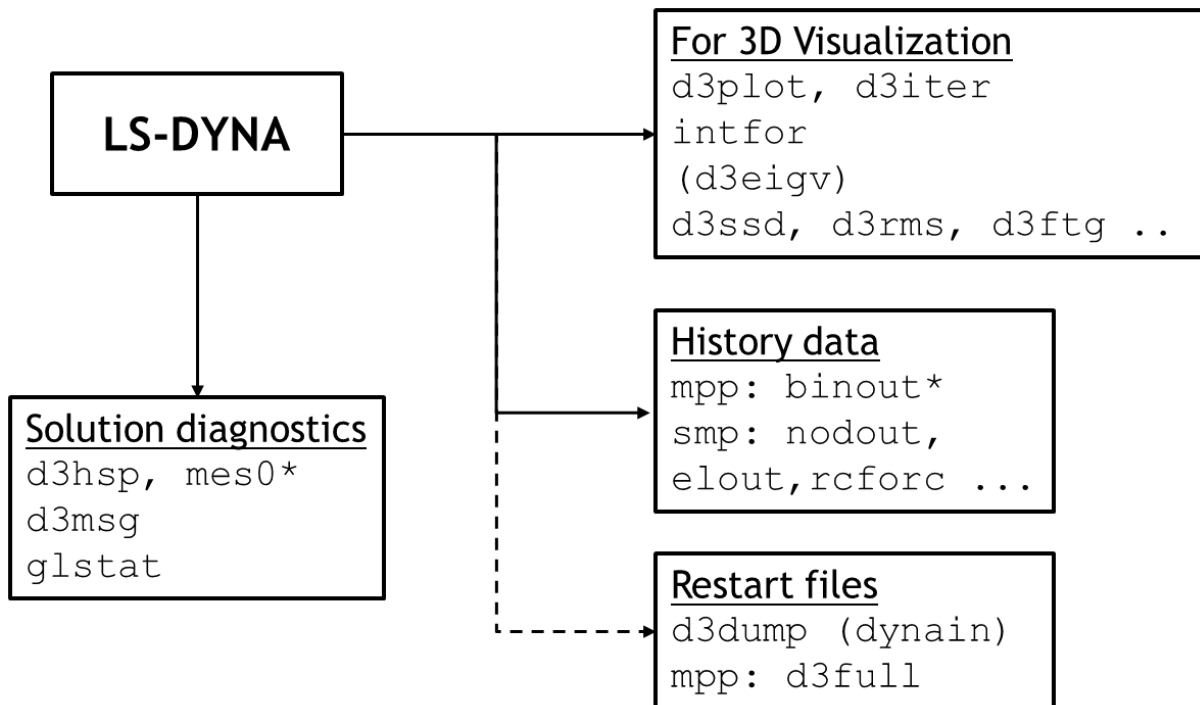 LS-DYNA
For 3D Visualization
d3plot, d3iter
intfor
(d3eigv)
d3ssd, d3rms, d3ftg ..
History data
mpp: binout*
smp: nodout,
elout,rcforc ...
Solution diagnostics
d3hsp, mes0*
d3msg
glstat
Restart files
d3dump (dynain)
mpp: d3full